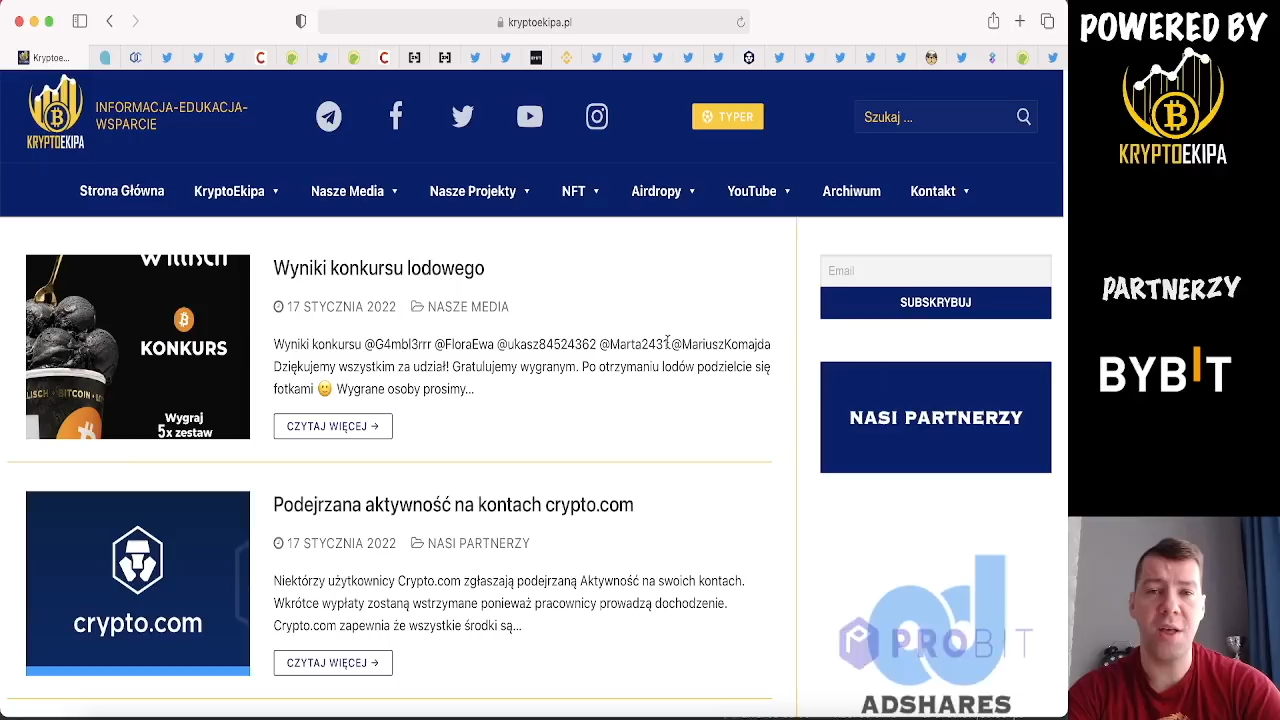 kryptoekipa.pl
POWERED BY
Kryptoe...
INFORMACJA-EDUKACJA-
WSPARCIE
KRYPTOEKIPA
TYPER
Szukaj ...
KRYPTOEKIPA
Strona Główna
KryptoEkipa
Nasze Media
Nasze Projekty
NFT
Airdropy
YouTube
Archiwum
Kontakt
KONKURS
Wygraj
5x zestaw
LISCH • BITCOIN
Wyniki konkursu lodowego
17 STYCZNIA 2022
NASZE MEDIA
Wyniki konkursu @G4mbl3rrr @FloraEwa @ukasz84524362 @Marta2431 @MariuszKomajda
Dziękujemy wszystkim za udział! Gratulujemy wygranym. Po otrzymaniu lodów podzielcie się
fotkami 🙂 Wygrane osoby prosimy...
CZYTAJ WIĘCEJ →
Email
SUBSKRYBUJ
NASI PARTNERZY
PARTNERZY
BYBIT
crypto.com
Podejrzana aktywność na kontach crypto.com
17 STYCZNIA 2022
NASI PARTNERZY
Niektórzy użytkownicy Crypto.com zgłaszają podejrzaną Aktywność na swoich kontach.
Wkrótce wypłaty zostaną wstrzymane ponieważ pracownicy prowadzą dochodzenie.
Crypto.com zapewnia że wszystkie środki są...
CZYTAJ WIĘCEJ →
PROBIT
ADSHARES